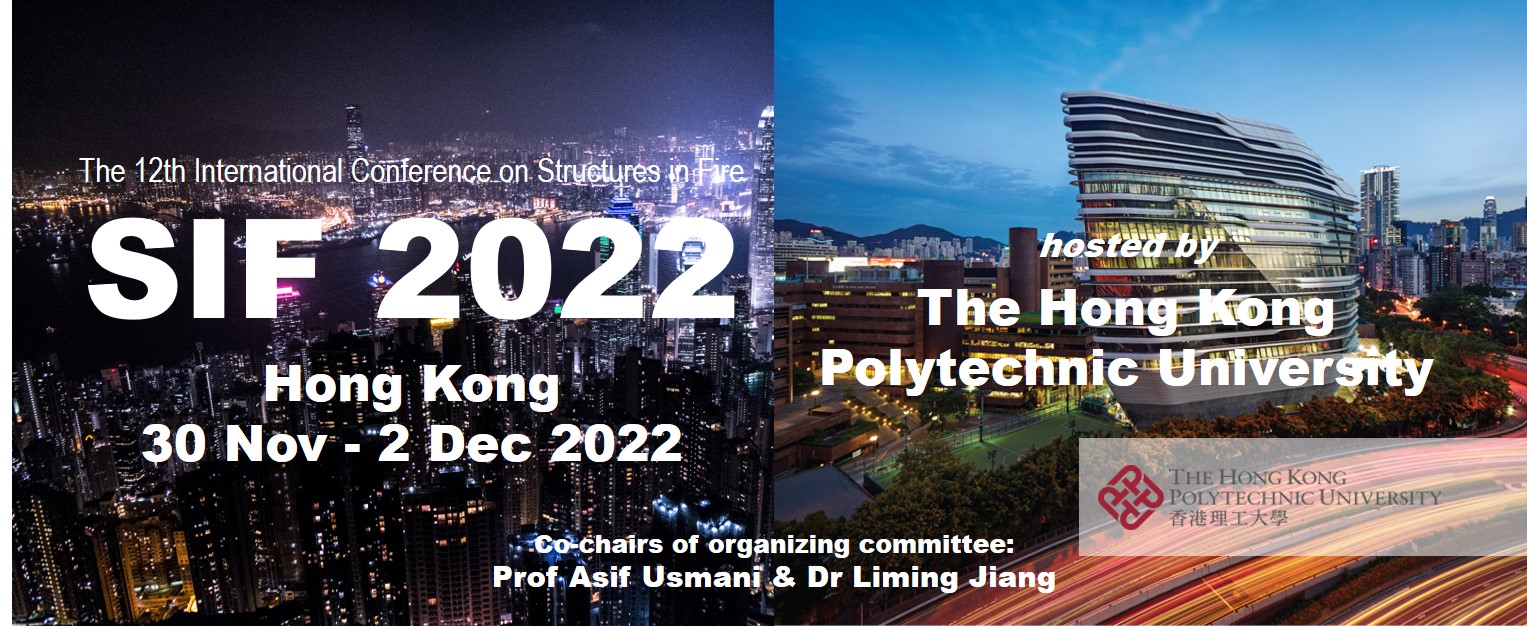 The 12th International Conference on Structures in Fire
SIF 2022
Hong Kong
30 Nov - 2 Dec 2022
hosted by
The Hong Kong
Polytechnic University
THE HONG KONG
POLYTECHNIC UNIVERSITY
香港理工大學
Co-chairs of organizing committee:
Prof Asif Usmani & Dr Liming Jiang